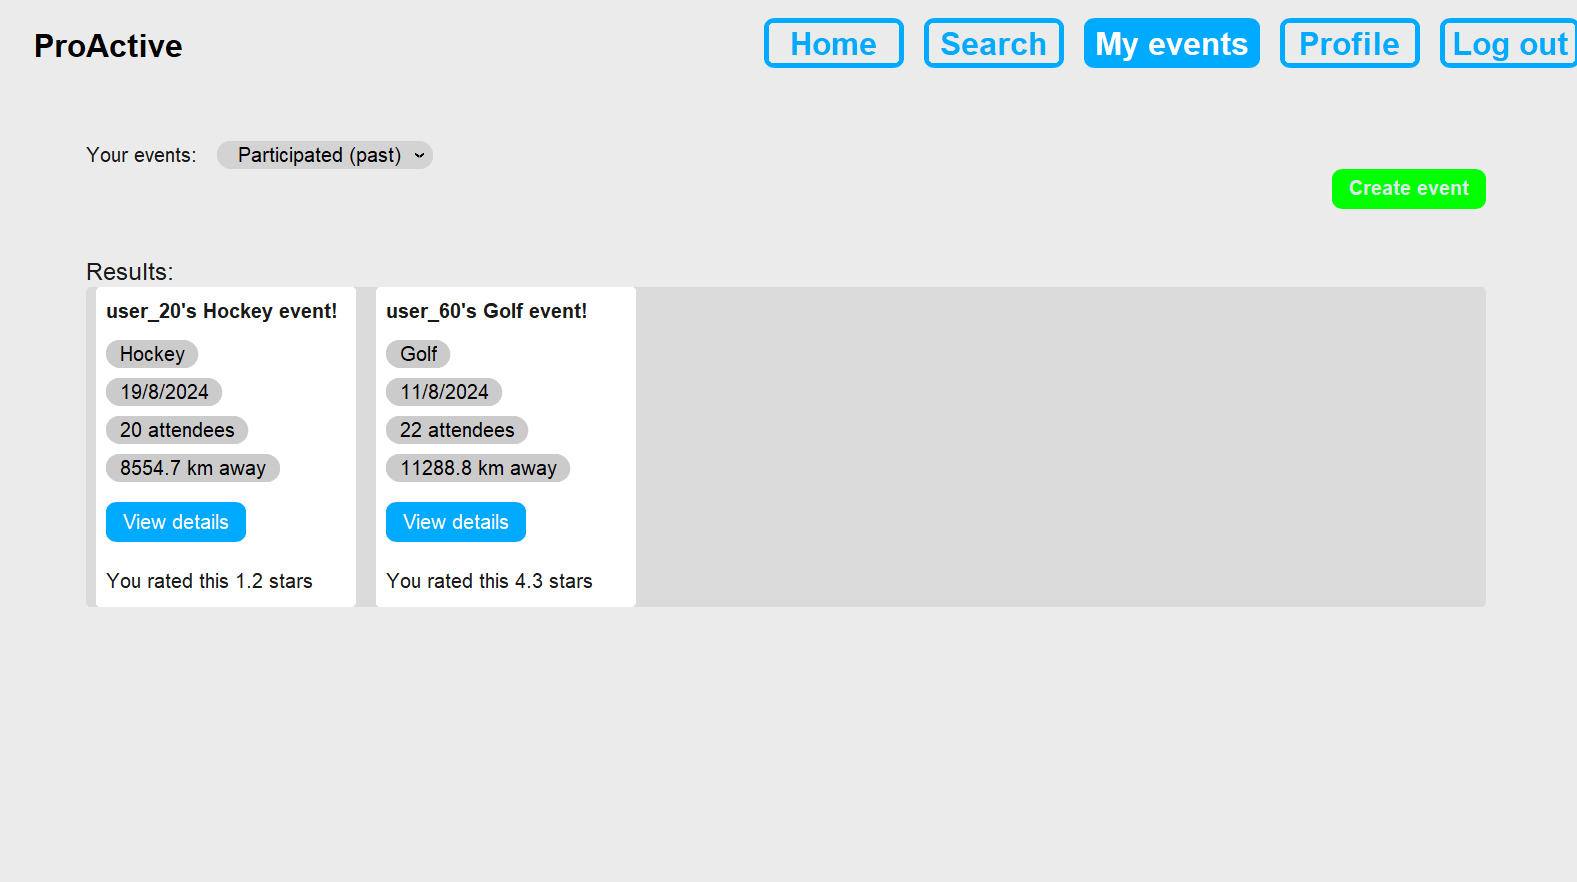 ProActive
Home
Search
My events
Profile
Log out
Your events:
Participated (past)
Create event
Results:
user_20's Hockey event!
Hockey
19/8/2024
20 attendees
8554.7 km away
View details
You rated this 1.2 stars
user_60's Golf event!
Golf
11/8/2024
22 attendees
11288.8 km away
View details
You rated this 4.3 stars